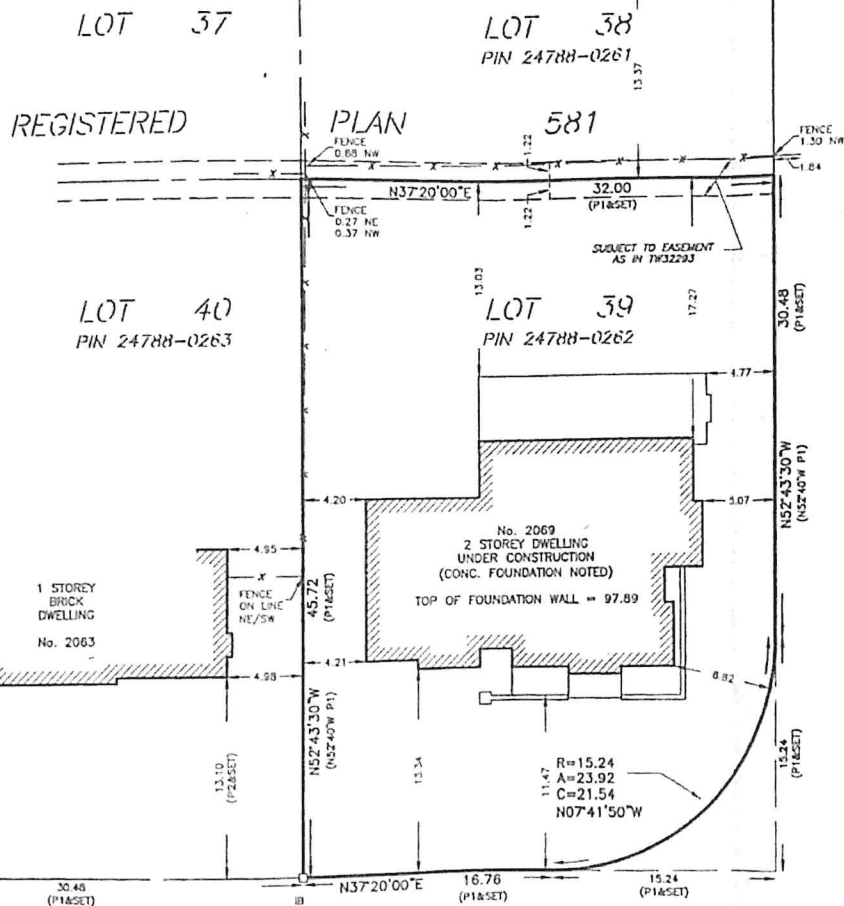 LOT 37
LOT 38
PIN 24788-0261
13.37
REGISTERED PLAN 581
FENCE
0.68 NW
1.22
FENCE
1.30 NW
1.84
N37°20'00"E
32.00
(P1&SET)
1.22
FENCE
0.27 NE
0.37 NW
SUBJECT TO EASEMENT
AS IN TW32293
13.03
17.27
30.48
(P1&SET)
LOT 40
PIN 24788-0263
LOT 39
PIN 24788-0262
4.77
N52°43'30"W
(N52°40'W P1)
4.20
5.07
No. 2069
2 STOREY DWELLING
UNDER CONSTRUCTION
(CONC. FOUNDATION NOTED)
TOP OF FOUNDATION WALL = 97.89
4.95
X
FENCE
ON LINE
NE/SW
45.72
(P1&SET)
1 STOREY
BRICK
DWELLING
No. 2063
4.98
4.21
6.82
N52°43'30"W
(N52°40'W P1)
13.10
(P2&SET)
13.34
11.47
R=15.24
A=23.92
C=21.54
N07°41'50"W
15.24
(P1&SET)
30.48
(P1&SET)
N37°20'00"E
16.76
(P1&SET)
15.24
(P1&SET)
IB